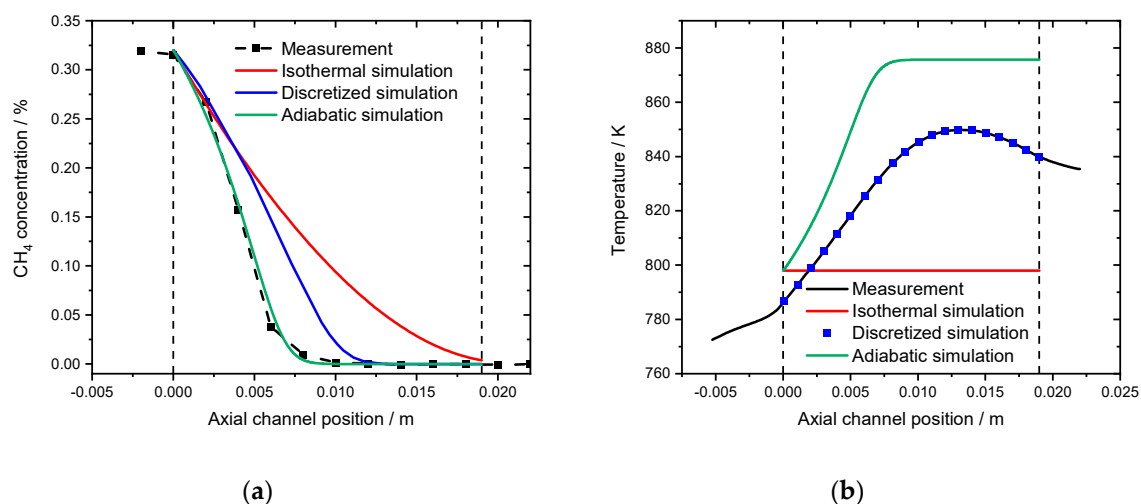 0.35
0.30
0.25
0.20
0.15
0.10
0.05
0.00
CH4 concentration / %
Measurement
Isothermal simulation
Discretized simulation
Adiabatic simulation
-0.005 0.000 0.005 0.010 0.015 0.020
Axial channel position / m
(a)
880
860
840
820
800
780
760
Temperature / K
Measurement
Isothermal simulation
Discretized simulation
Adiabatic simulation
-0.005 0.000 0.005 0.010 0.015 0.020 0.025
Axial channel position / m
(b)